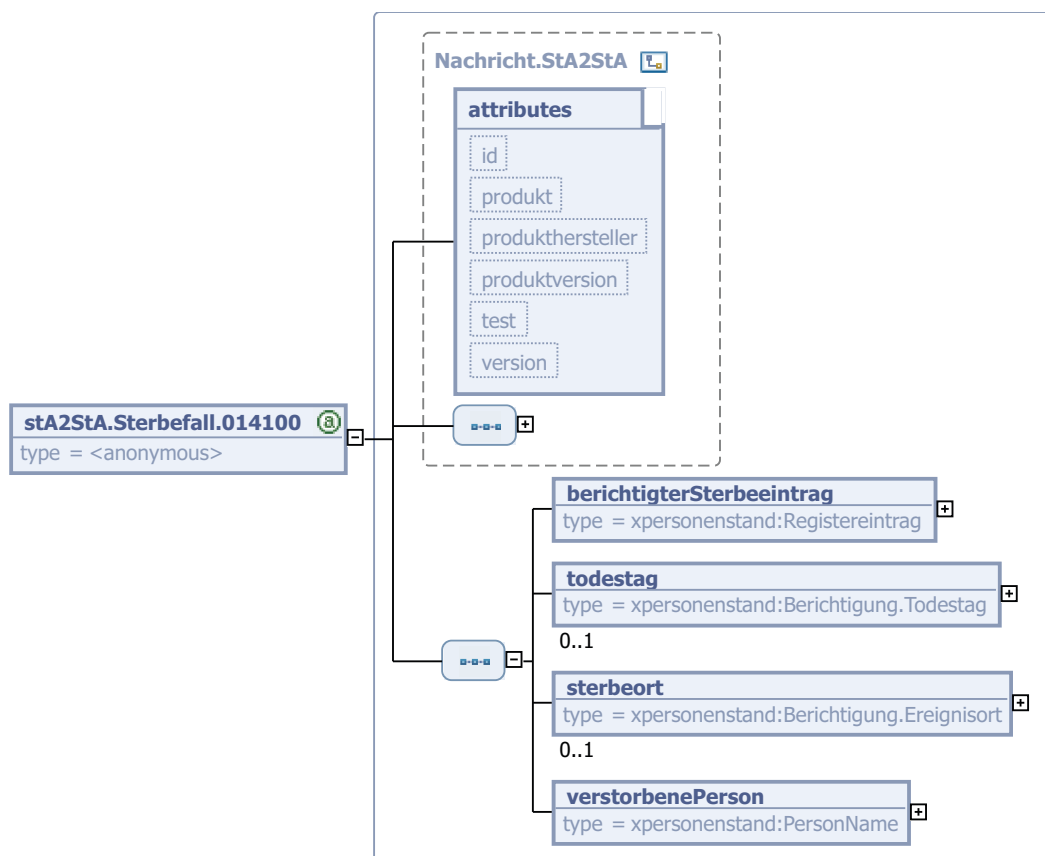 Nachricht.StA2StA
attributes
id
produkt
produkthersteller
produktversion
test
version
stA2StA.Sterbefall.014100 a
type = <anonymous>
berichtigterSterbeeintrag
type = xpersonenstand:Registereintrag
todestag
type = xpersonenstand:Berichtigung.Todestag
0..1
sterbeort
type = xpersonenstand:Berichtigung.Ereignisort
0..1
verstorbenePerson
type = xpersonenstand:PersonName